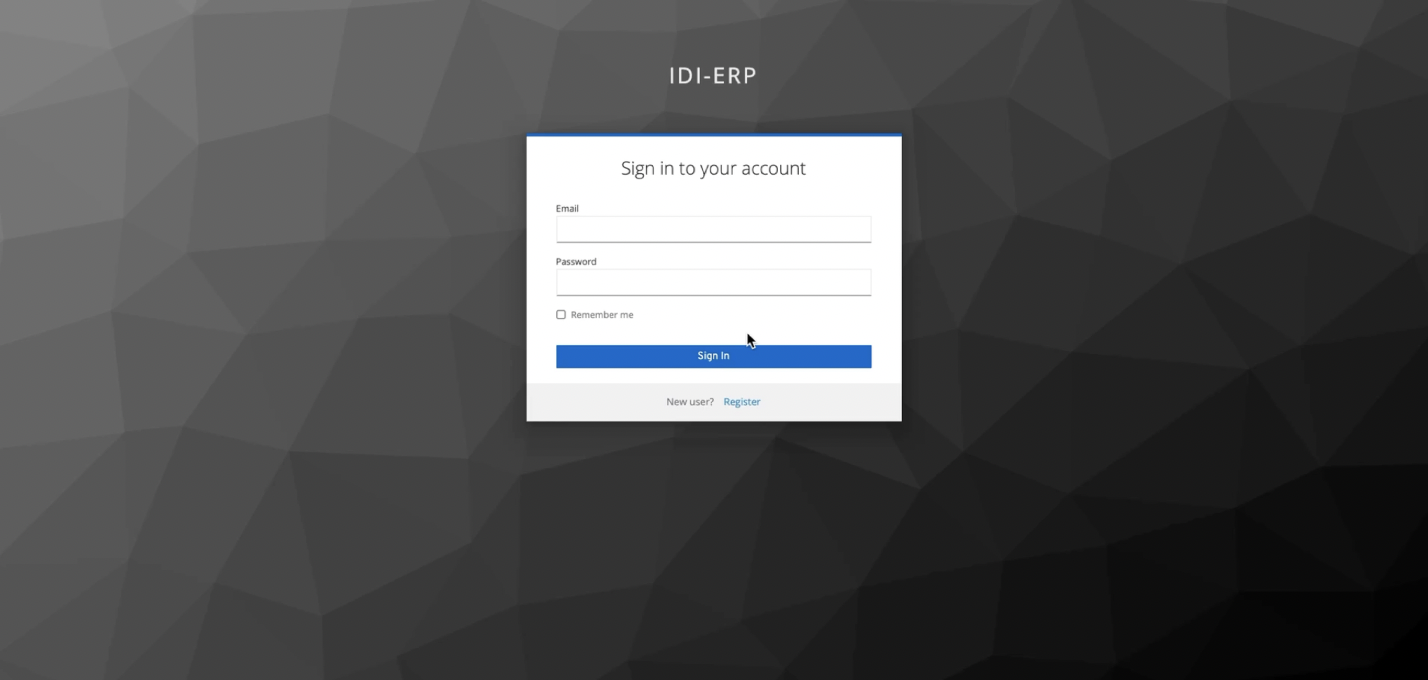 IDI-ERP
Sign in to your account
Email
Password
Remember me
Sign In
New user? Register